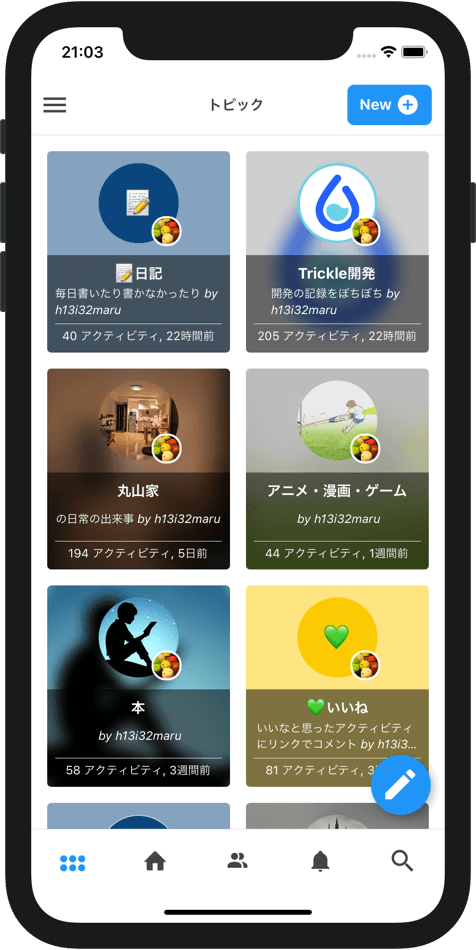 21:03
トピック
New
📝日記
毎日書いたり書かなかったり by
h13i32maru
40 アクティビティ, 22時間前
Trickle開発
開発の記録をぼちぼち by
h13i32maru
205 アクティビティ, 22時間前
丸山家
の日常の出来事 by h13i32maru
194 アクティビティ, 5日前
アニメ・漫画・ゲーム
by h13i32maru
44 アクティビティ, 1週間前
本
by h13i32maru
58 アクティビティ, 3週間前
💚いいね
いいなと思ったアクティビティ
にリンクでコメント by h13i3...
81 アクティビティ, 3